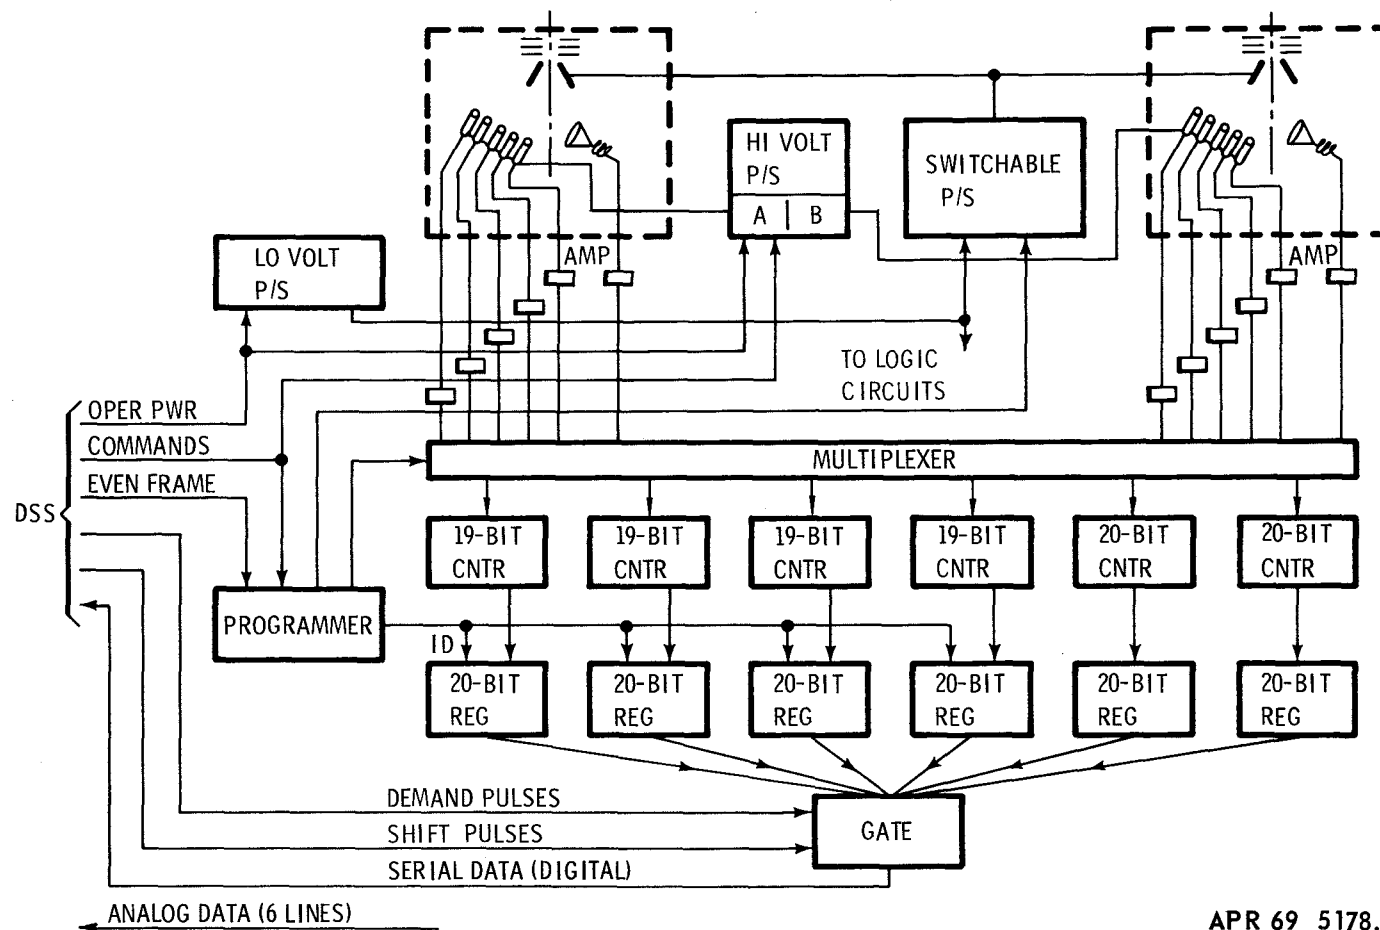 HI VOLT
P/S
A | B
SWITCHABLE
P/S
LO VOLT
P/S
AMP
AMP
TO LOGIC
CIRCUITS
OPER PWR
COMMANDS
EVEN FRAME
DSS
MULTIPLEXER
19-BIT
CNTR
19-BIT
CNTR
19-BIT
CNTR
19-BIT
CNTR
20-BIT
CNTR
20-BIT
CNTR
PROGRAMMER
ID
20-BIT
REG
20-BIT
REG
20-BIT
REG
20-BIT
REG
20-BIT
REG
20-BIT
REG
DEMAND PULSES
SHIFT PULSES
SERIAL DATA (DIGITAL)
GATE
ANALOG DATA (6 LINES)
APR 69 5178.